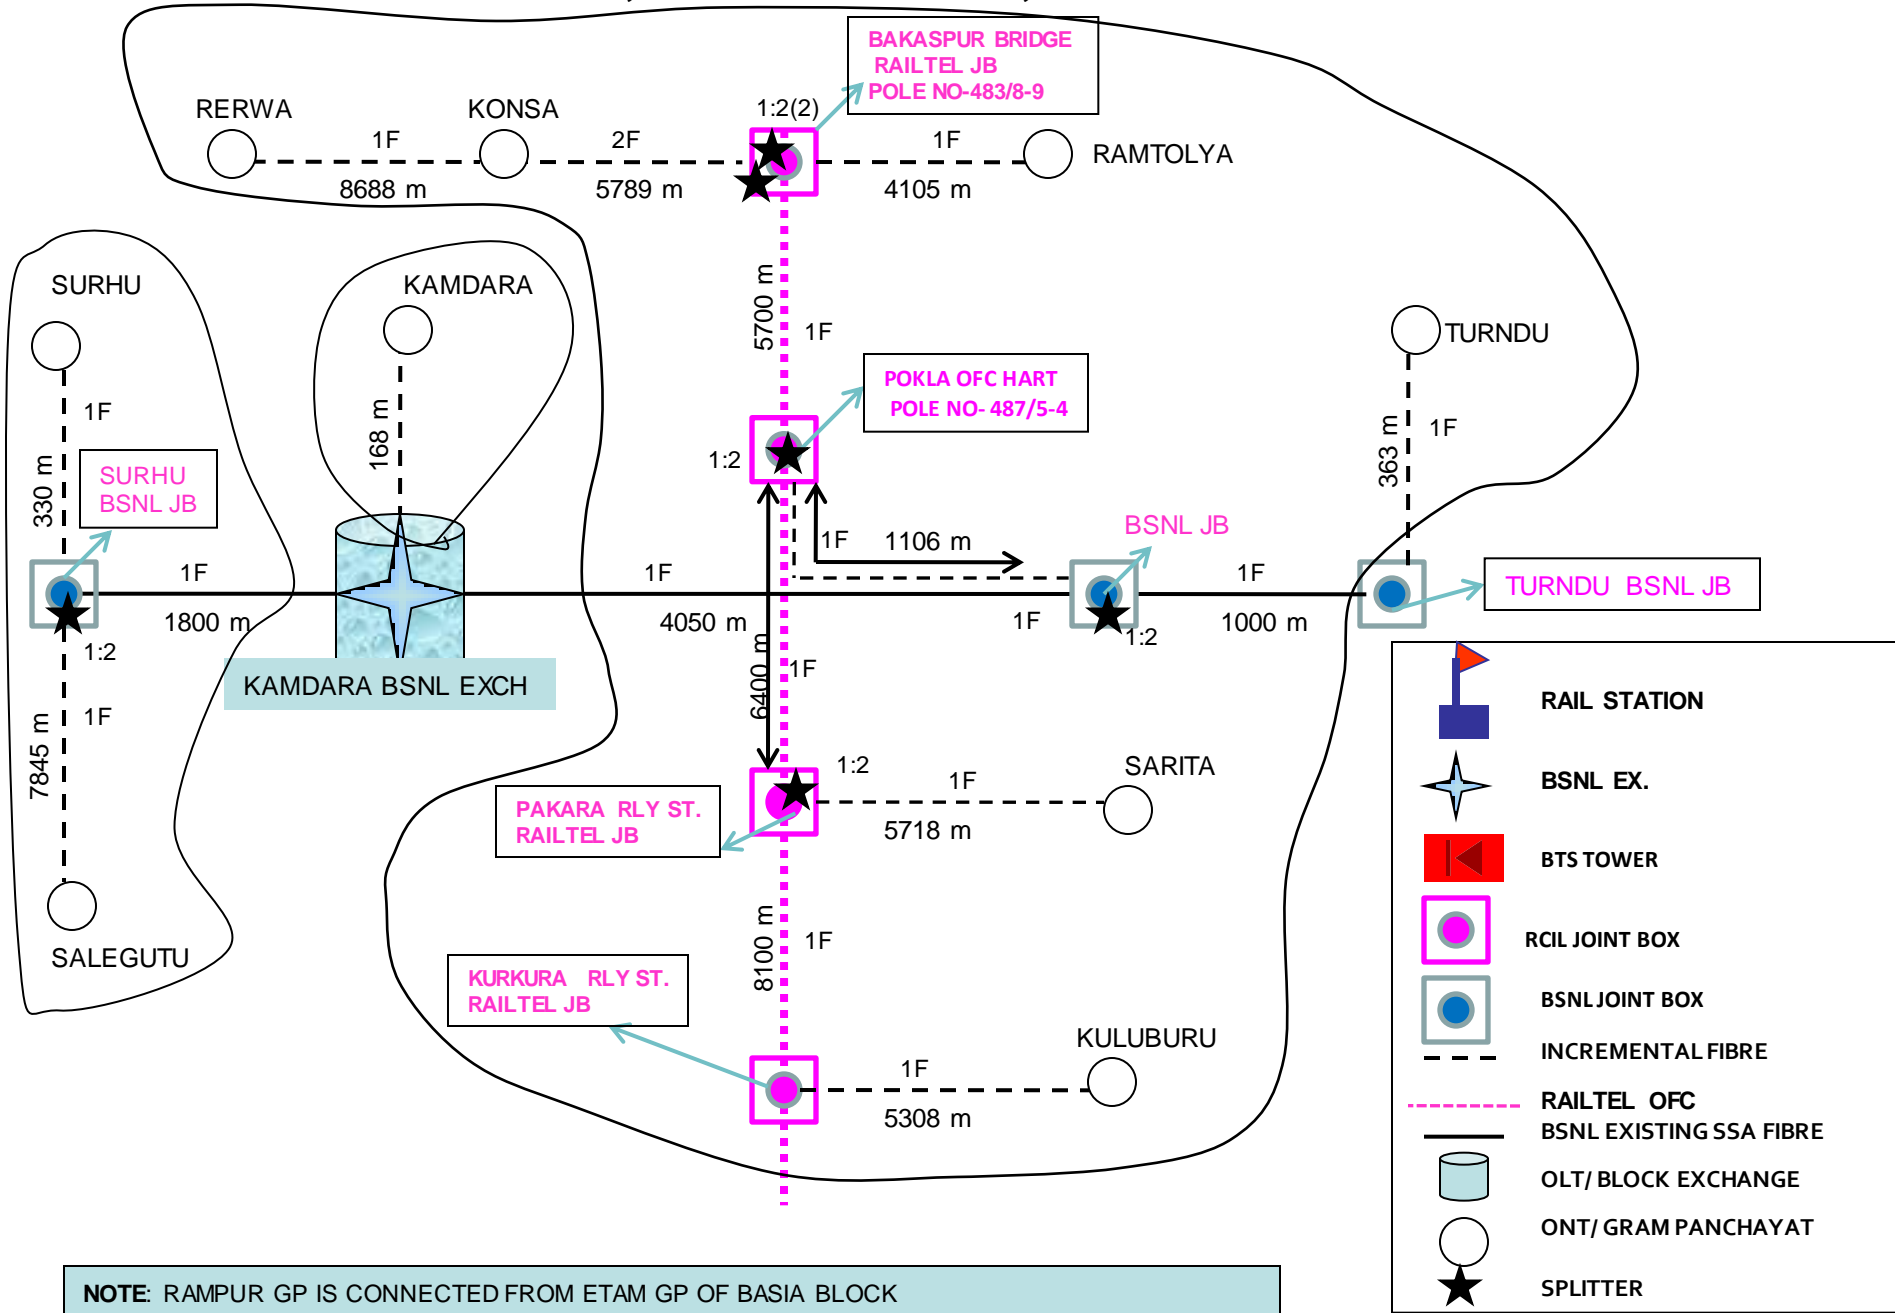 BAKASPUR BRIDGE
RAILTEL JB
POLE NO-483/8-9
RERWA
KONSA
1:2(2)
1F
2F
1F
RAMTOLYA
8688 m
5789 m
4105 m
SURHU
KAMDARA
5700 m
1F
TURNDU
POKLA OFC HART
POLE NO- 487/5-4
1F
168 m
1:2
363 m
1F
330 m
SURHU
BSNL JB
1F
1106 m
BSNL JB
1F
1F
1F
TURNDU BSNL JB
1800 m
4050 m
1F
1:2
1000 m
1:2
KAMDARA BSNL EXCH
6400 m
1F
7845 m
1F
1:2
1F
SARITA
PAKARA RLY ST.
RAILTEL JB
5718 m
SALEGUTU
8100 m
1F
KURKURA RLY ST.
RAILTEL JB
KULUBURU
1F
5308 m
RAIL STATION
BSNL EX.
BTS TOWER
RCIL JOINT BOX
BSNL JOINT BOX
INCREMENTAL FIBRE
RAILTEL OFC
BSNL EXISTING SSA FIBRE
OLT/ BLOCK EXCHANGE
ONT/ GRAM PANCHAYAT
SPLITTER
NOTE: RAMPUR GP IS CONNECTED FROM ETAM GP OF BASIA BLOCK